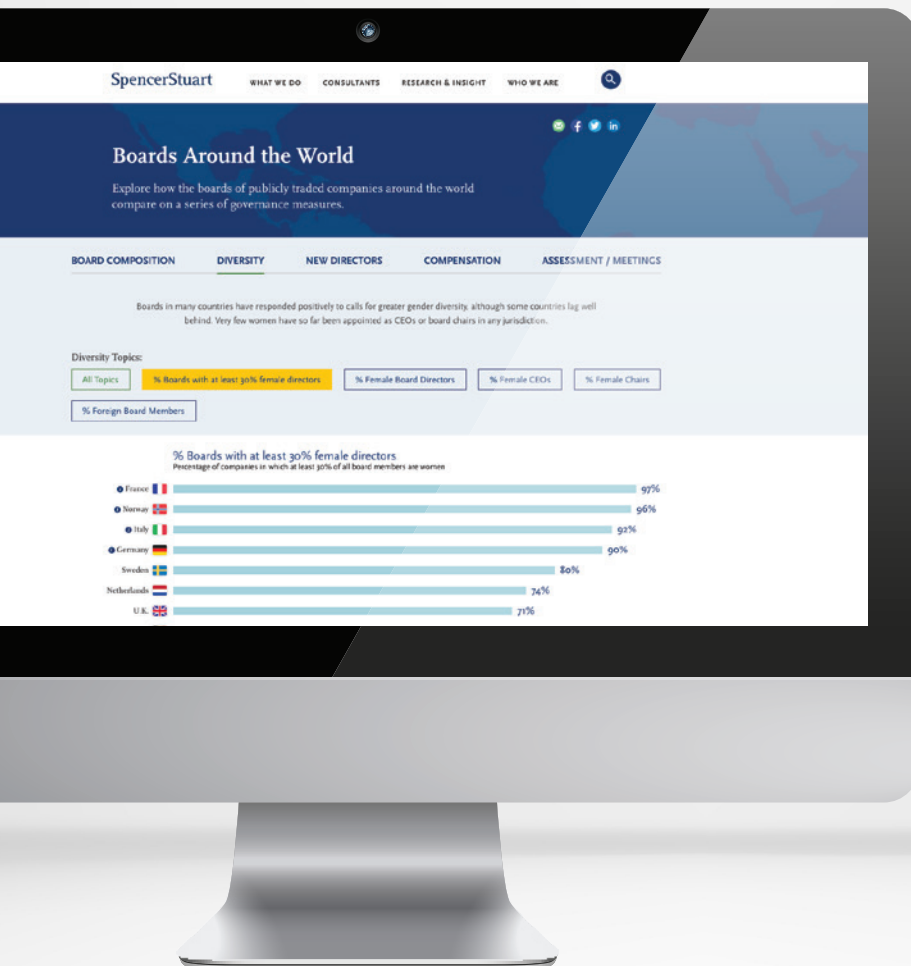 SpencerStuart
WHAT WE DO CONSULTANTS RESEARCH & INSIGHT WHO WE ARE
Boards Around the World
Explore how the boards of publicly traded companies around the world
compare on a series of governance measures.
BOARD COMPOSITION DIVERSITY NEW DIRECTORS COMPENSATION ASSESSMENT / MEETINGS
Boards in many countries have responded positively to calls for greater gender diversity, although some countries lag well
behind. Very few women have so far been appointed as CEOs or board chairs in any jurisdiction.
Diversity Topics:
All Topics % Boards with at least 30% female directors % Female Board Directors % Female CEOs % Female Chairs
% Foreign Board Members
% Boards with at least 30% female directors
Percentage of companies in which at least 30% of all board members are women
France 97%
Norway 96%
Italy 92%
Germany 90%
Sweden 80%
Netherlands 74%
U.K. 71%